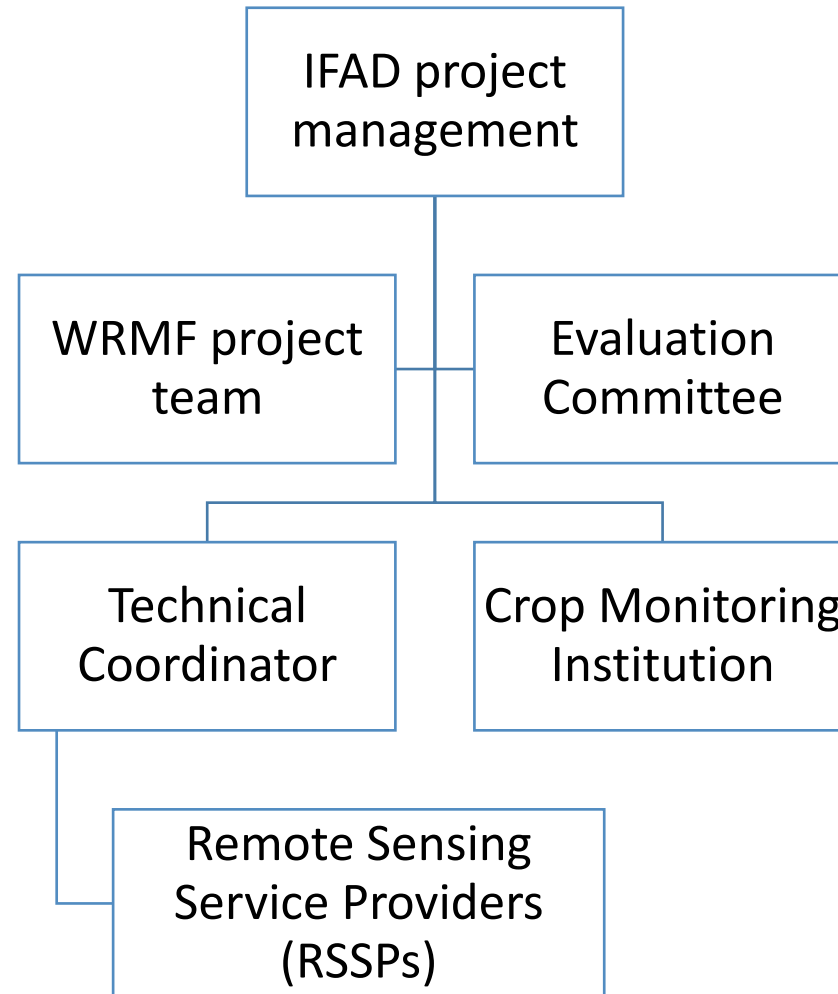 IFAD project
management
WRMF project
team
Evaluation
Committee
Technical
Coordinator
Crop Monitoring
Institution
Remote Sensing
Service Providers
(RSSPs)